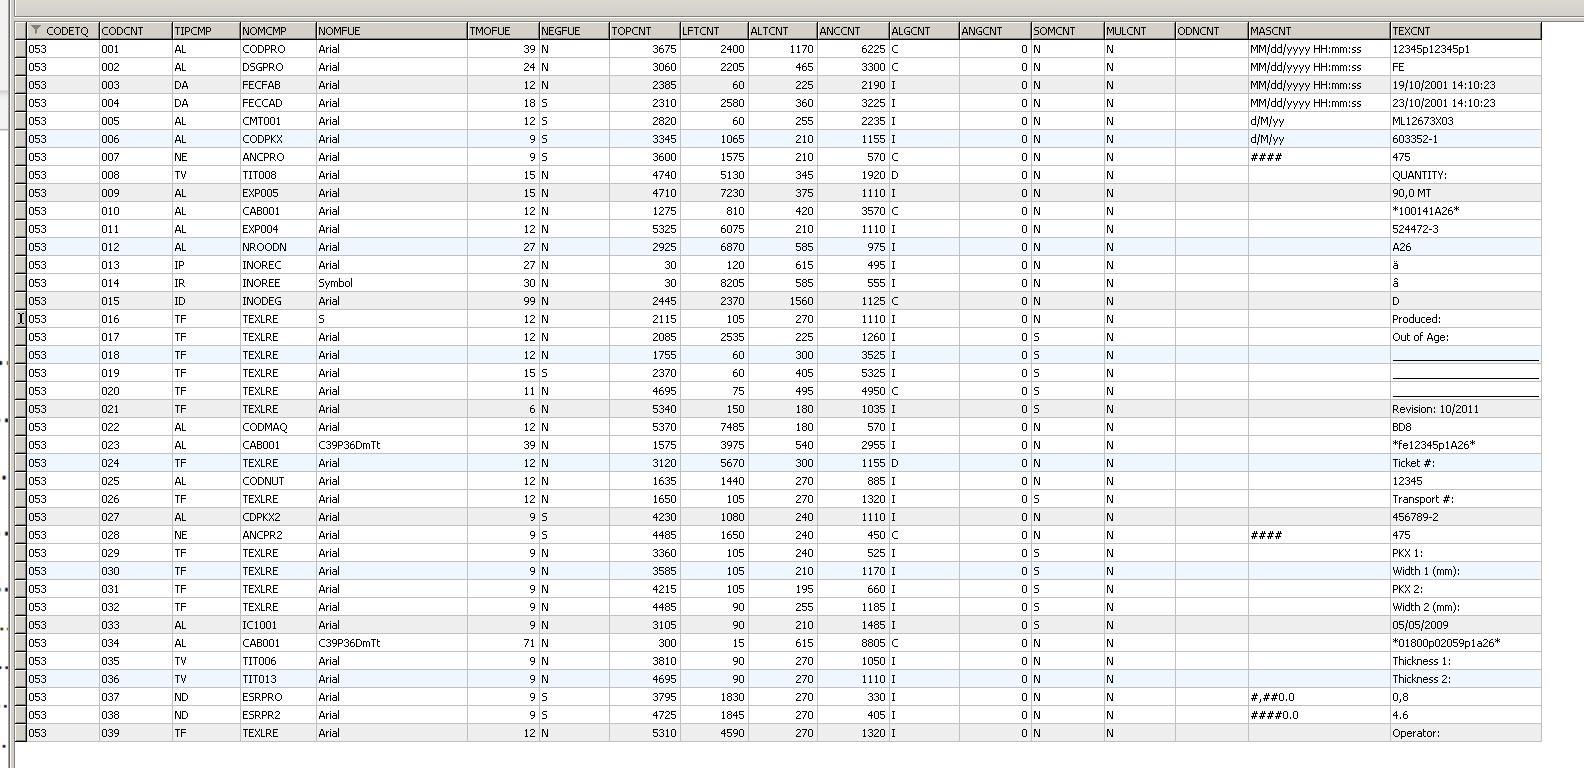 CODETQ CODCNT TIPCMP NOMCMP NOMFUE TMOFUE NEGFUE TOPCNT LFTCNT ALTCNT ANCCNT ALGCNT ANGCNT SOMCNT MULCNT ODNCNT MASCNT TEXCNT
053 001 AL CODPRO Arial 39 N 3675 2400 1170 6225 C 0 N N MM/dd/yyyy HH:mm:ss 12345p12345p1
053 002 AL DSGPRO Arial 24 N 3060 2205 465 3300 C 0 N N MM/dd/yyyy HH:mm:ss FE
053 003 DA FECFAB Arial 12 N 2385 60 225 2190 I 0 N N MM/dd/yyyy HH:mm:ss 19/10/2001 14:10:23
053 004 DA FECCAD Arial 18 S 2310 2580 360 3225 I 0 N N MM/dd/yyyy HH:mm:ss 23/10/2001 14:10:23
053 005 AL CMT001 Arial 12 S 2820 60 255 2235 I 0 N N d/M/yy ML12673X03
053 006 AL CODPKX Arial 9 S 3345 1065 210 1155 I 0 N N d/M/yy 603352-1
053 007 NE ANCPRO Arial 9 S 3600 1575 210 570 C 0 N N #### 475
053 008 TV TIT008 Arial 15 N 4740 5130 345 1920 D 0 N N QUANTITY:
053 009 AL EXP005 Arial 15 N 4710 7230 375 1110 I 0 N N 90,0 MT
053 010 AL CAB001 Arial 12 N 1275 810 420 3570 C 0 N N *100141A26*
053 011 AL EXP004 Arial 12 N 5325 6075 210 1110 I 0 N N 524472-3
053 012 AL NROODN Arial 27 N 2925 6870 585 975 I 0 N N A26
053 013 IP INOREC Arial 27 N 30 120 615 495 I 0 N N ä
053 014 IR INOREE Symbol 30 N 30 8205 585 555 I 0 N N â
053 015 ID INODEG Arial 99 N 2445 2370 1560 1125 C 0 N N D
053 016 TF TEXLRE S 12 N 2115 105 270 1110 I 0 N N Produced:
053 017 TF TEXLRE Arial 12 N 2085 2535 225 1260 I 0 S N Out of Age:
053 018 TF TEXLRE Arial 12 N 1755 60 300 3525 I 0 S N
053 019 TF TEXLRE Arial 15 S 2370 60 405 5325 I 0 S N
053 020 TF TEXLRE Arial 11 N 4695 75 495 4950 C 0 S N
053 021 TF TEXLRE Arial 6 N 5340 150 180 1035 I 0 S N Revision: 10/2011
053 022 AL CODMAQ Arial 12 N 5370 7485 180 570 I 0 N N BD8
053 023 AL CAB001 C39P36DmTt 39 N 1575 3975 540 2955 I 0 N N *fe12345p1A26*
053 024 TF TEXLRE Arial 12 N 3120 5670 300 1155 D 0 N N Ticket #:
053 025 AL CODNUT Arial 12 N 1635 1440 270 885 I 0 N N 12345
053 026 TF TEXLRE Arial 12 N 1650 105 270 1320 I 0 S N Transport #:
053 027 AL CDPKX2 Arial 9 S 4230 1080 240 1110 I 0 N N 456789-2
053 028 NE ANCPR2 Arial 9 S 4485 1650 240 450 C 0 N N #### 475
053 029 TF TEXLRE Arial 9 N 3360 105 240 525 I 0 S N PKX 1:
053 030 TF TEXLRE Arial 9 N 3585 105 210 1170 I 0 S N Width 1 (mm):
053 031 TF TEXLRE Arial 9 N 4215 105 195 660 I 0 S N PKX 2:
053 032 TF TEXLRE Arial 9 N 4485 90 255 1185 I 0 S N Width 2 (mm):
053 033 AL IC1001 Arial 9 N 3105 90 210 1485 I 0 S N 05/05/2009
053 034 AL CAB001 C39P36DmTt 71 N 300 15 615 8805 C 0 N N *01800p02059p1a26*
053 035 TV TIT006 Arial 9 N 3810 90 270 1050 I 0 N N Thickness 1:
053 036 TV TIT013 Arial 9 N 4695 90 270 1110 I 0 N N Thickness 2:
053 037 ND ESRPRO Arial 9 S 3795 1830 270 330 I 0 N N #,##0.0 0,8
053 038 ND ESRPR2 Arial 9 S 4725 1845 270 405 I 0 N N ####0.0 4.6
053 039 TF TEXLRE Arial 12 N 5310 4590 270 1320 I 0 N N Operator: